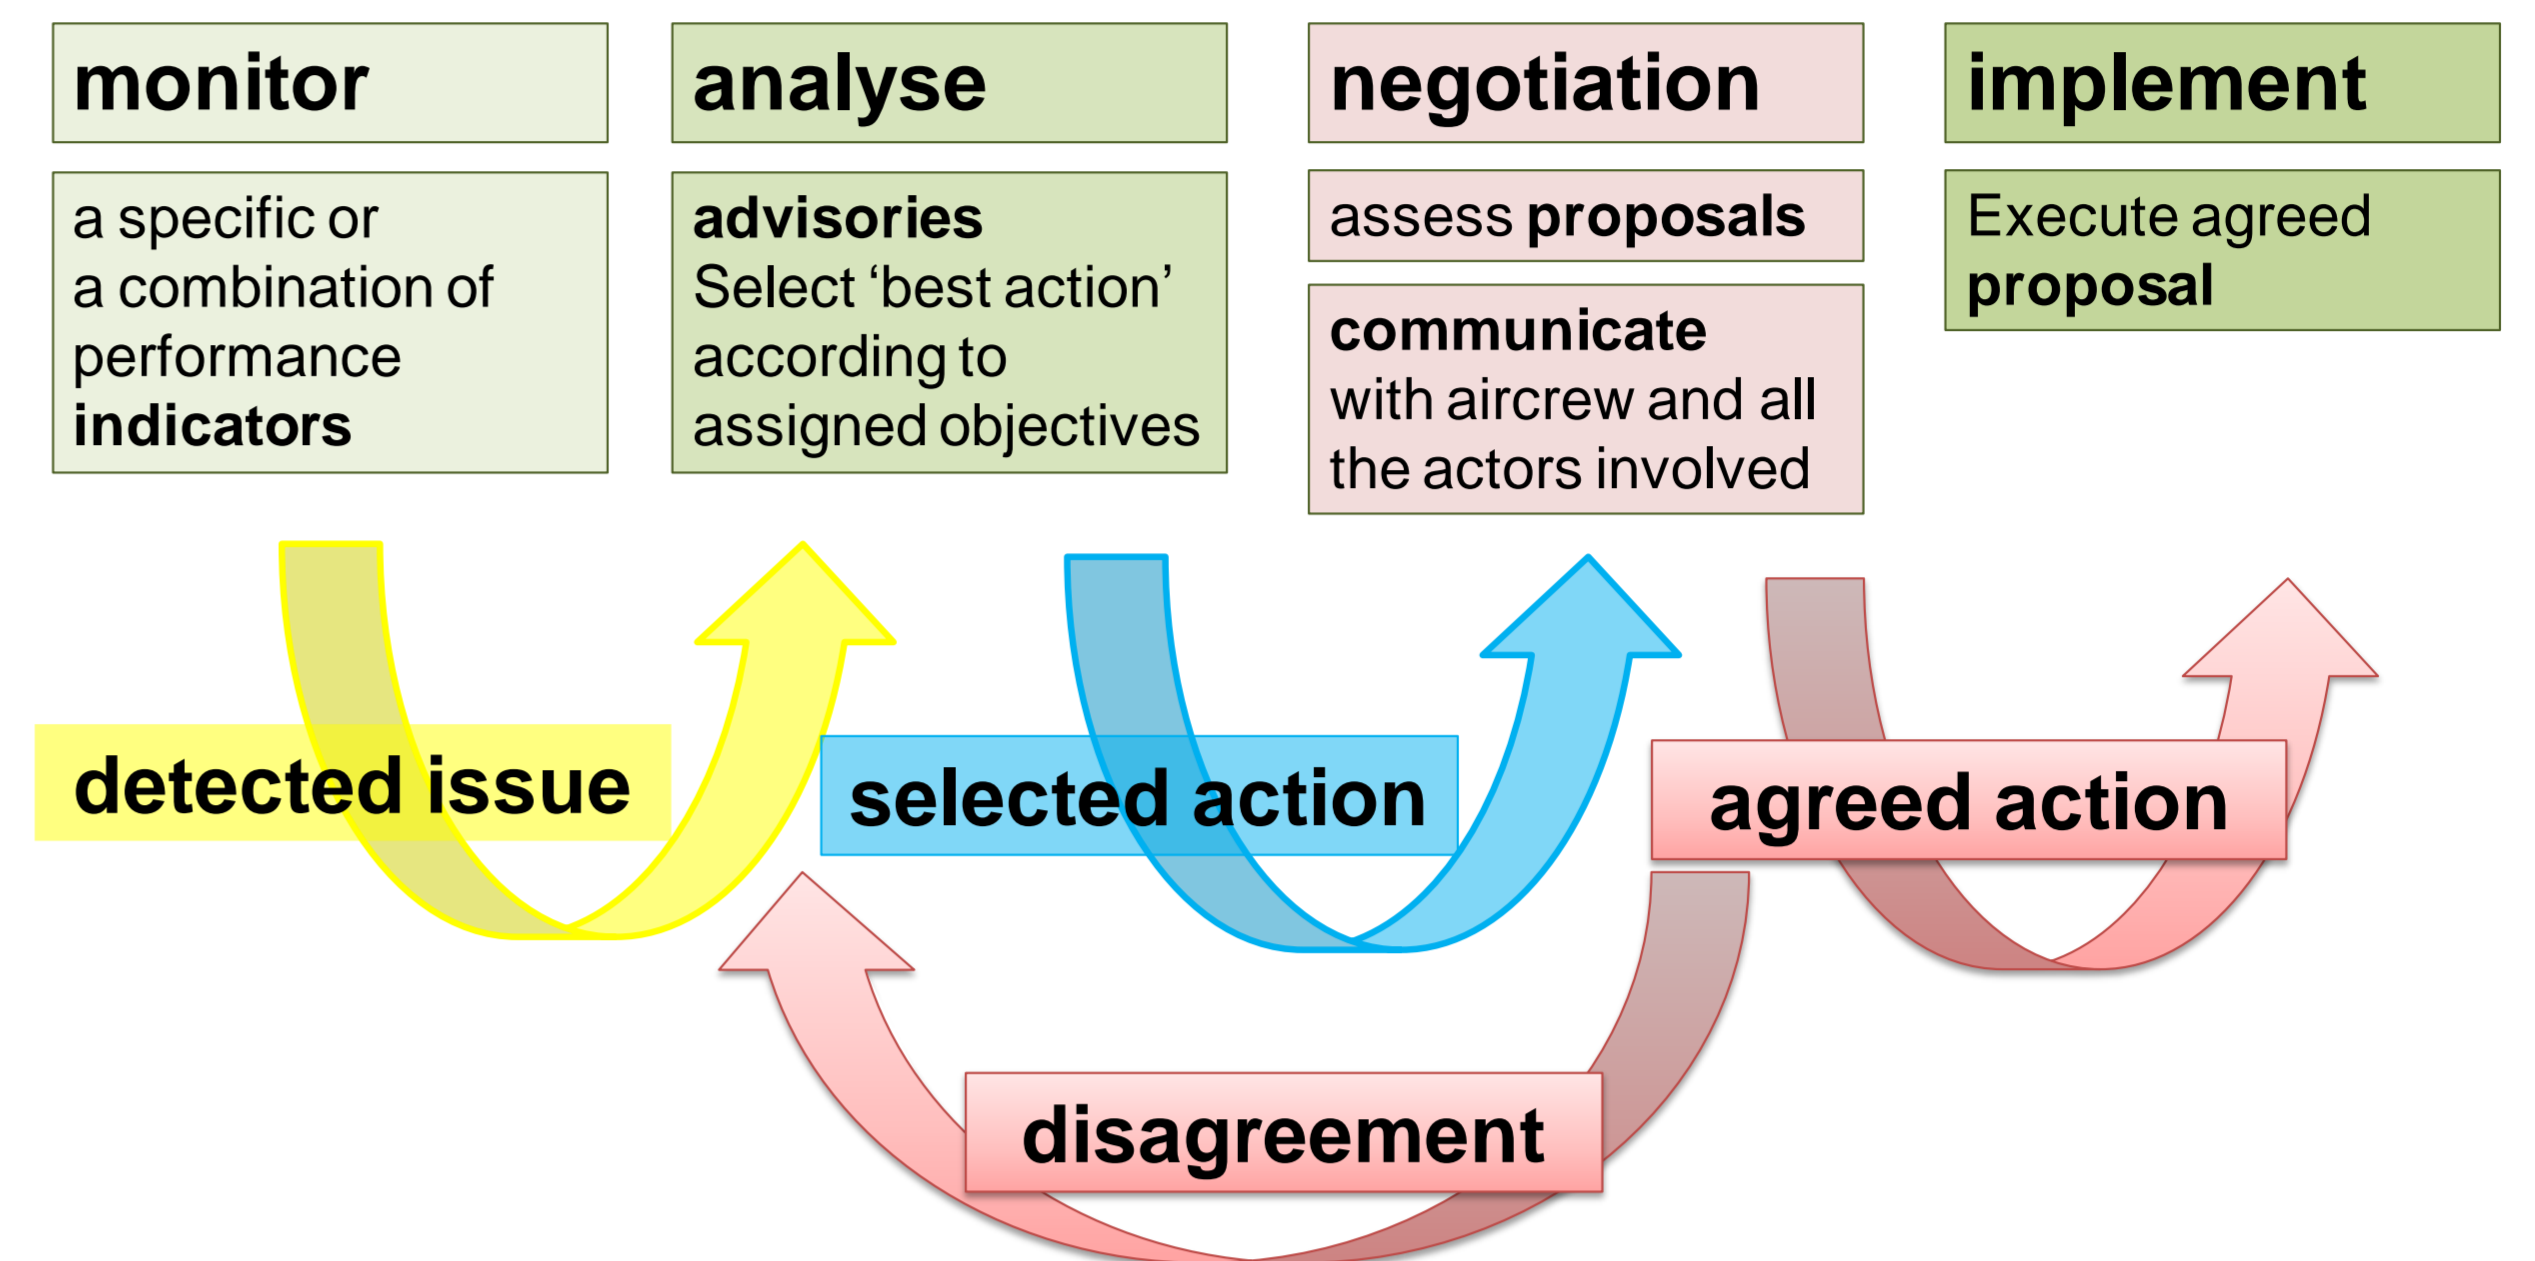 monitor
a specific or
a combination of
performance
indicators
analyse
advisories
Select ‘best action’
according to
assigned objectives
negotiation
assess proposals
communicate
with aircrew and all
the actors involved
implement
Execute agreed
proposal
detected issue
selected action
agreed action
disagreement